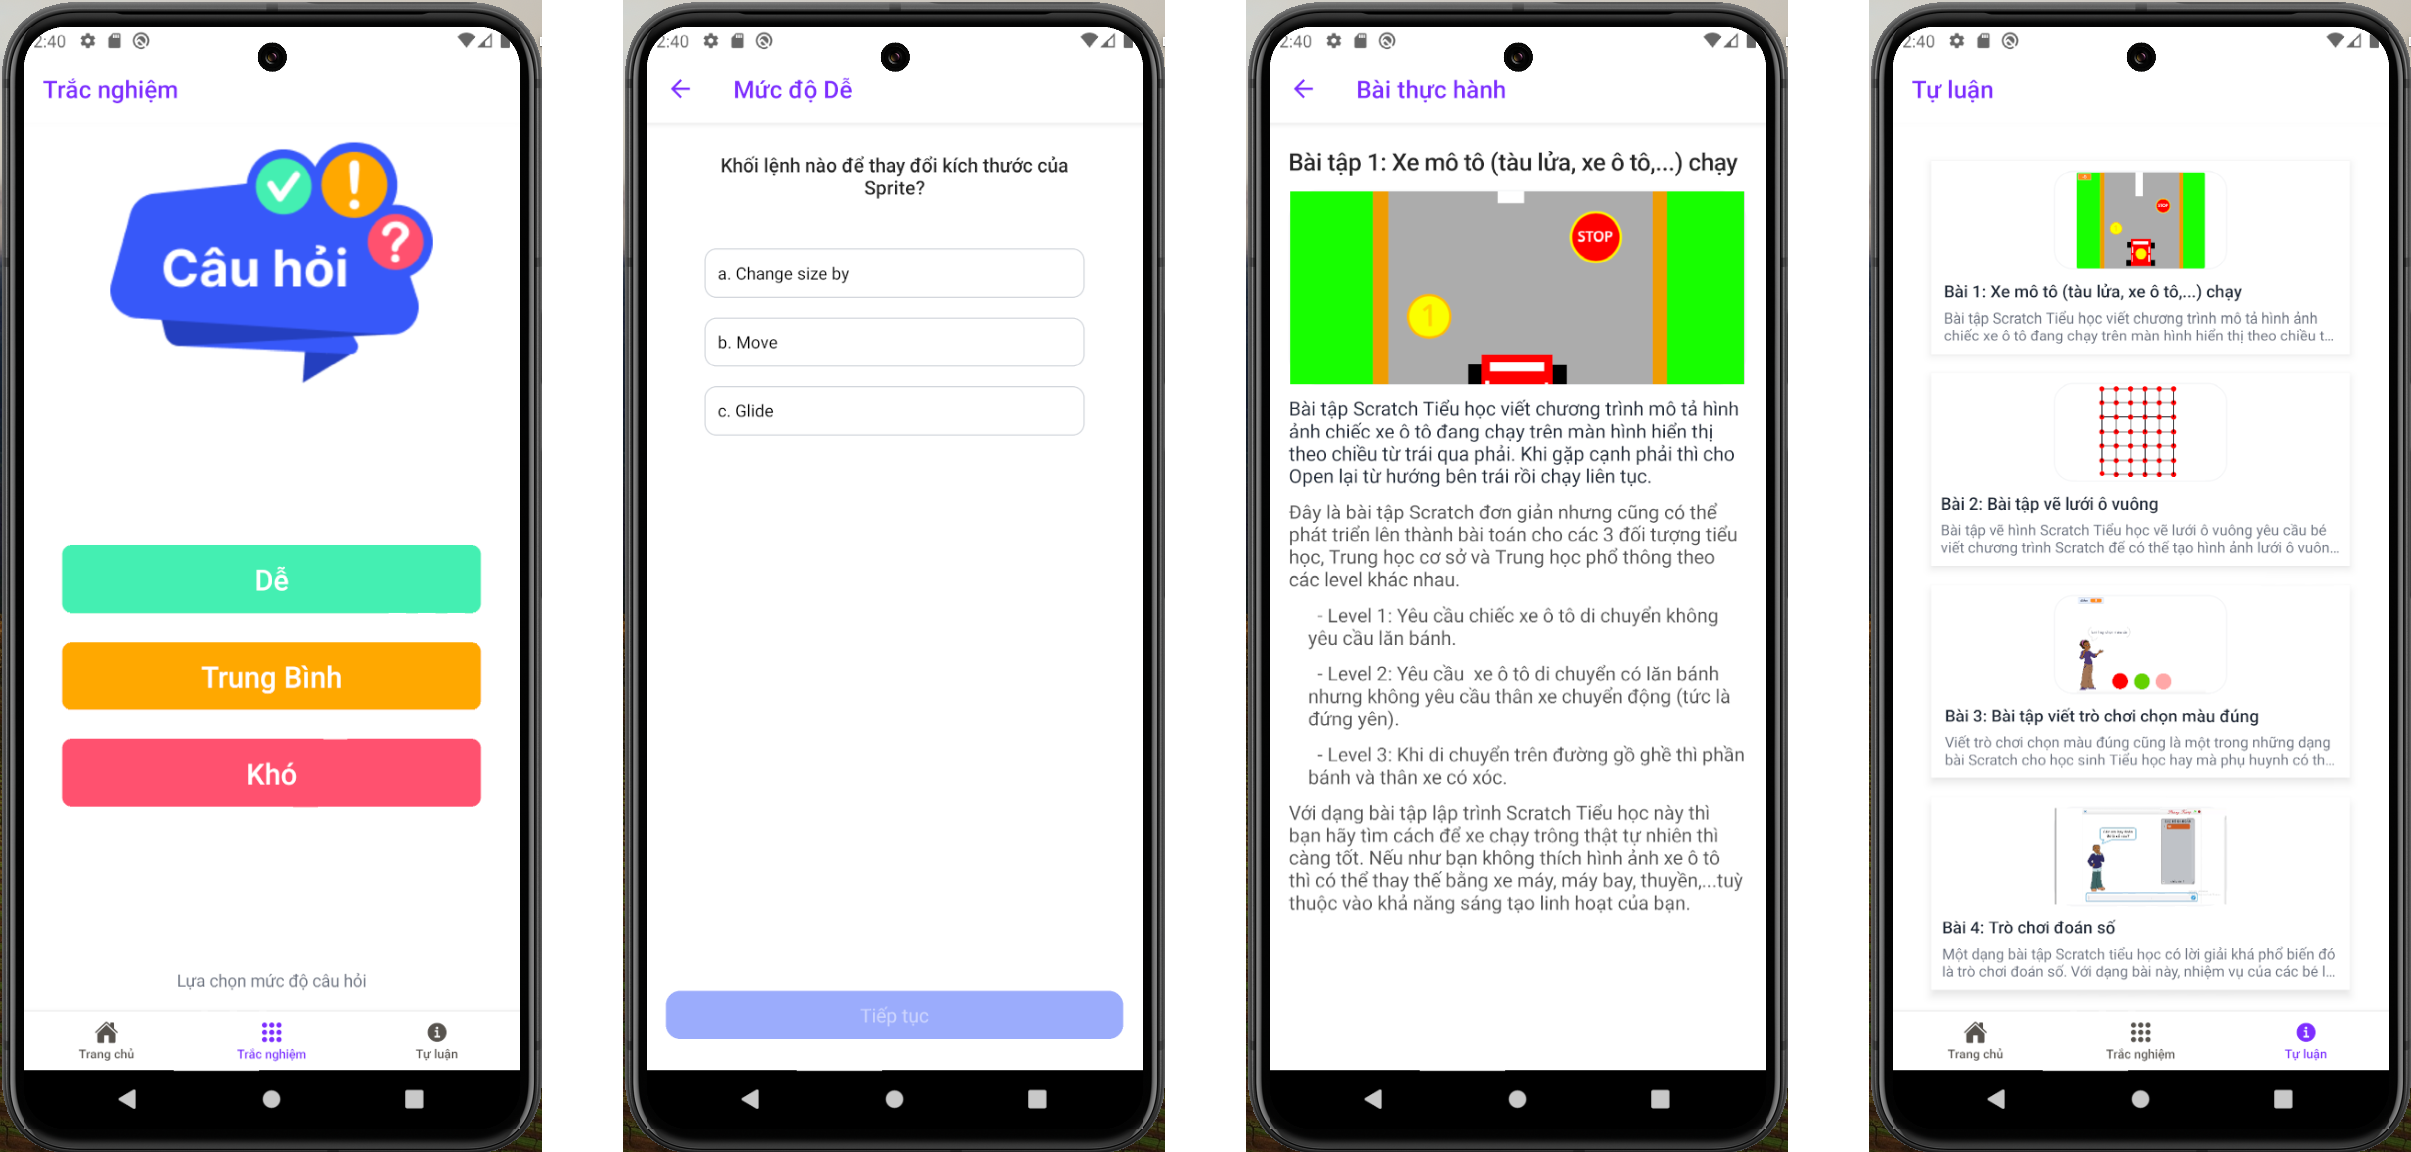 2:40
Trắc nghiệm
Câu hỏi
Dễ
Trung Bình
Khó
Lựa chọn mức độ câu hỏi
Trang chủ
Trắc nghiệm
Tự luận
2:40
Mức độ Dễ
Khối lệnh nào để thay đổi kích thước của
Sprite?
a. Change size by
b. Move
c. Glide
Tiếp tục
2:40
Bài thực hành
Bài tập 1: Xe mô tô (tàu lửa, xe ô tô,...) chạy
STOP
1
Bài tập Scratch Tiểu học viết chương trình mô tả hình
ảnh chiếc xe ô tô đang chạy trên màn hình hiển thị
theo chiều từ trái qua phải. Khi gặp cạnh phải thì cho
Open lại từ hướng bên trái rồi chạy liên tục.
Đây là bài tập Scratch đơn giản nhưng cũng có thể
phát triển lên thành bài toán cho các 3 đối tượng tiểu
học, Trung học cơ sở và Trung học phổ thông theo
các level khác nhau.
- Level 1: Yêu cầu chiếc xe ô tô di chuyển không
yêu cầu lăn bánh.
- Level 2: Yêu cầu  xe ô tô di chuyển có lăn bánh
nhưng không yêu cầu thân xe chuyển động (tức là
đứng yên).
- Level 3: Khi di chuyển trên đường gồ ghề thì phần
bánh và thân xe có xóc.
Với dạng bài tập lập trình Scratch Tiểu học này thì
bạn hãy tìm cách để xe chạy trông thật tự nhiên thì
càng tốt. Nếu như bạn không thích hình ảnh xe ô tô
thì có thể thay thế bằng xe máy, máy bay, thuyền,...tuỳ
thuộc vào khả năng sáng tạo linh hoạt của bạn.
2:40
Tự luận
STOP
Bài 1: Xe mô tô (tàu lửa, xe ô tô,...) chạy
Bài tập Scratch Tiểu học viết chương trình mô tả hình ảnh
chiếc xe ô tô đang chạy trên màn hình hiển thị theo chiều t...
Bài 2: Bài tập vẽ lưới ô vuông
Bài tập vẽ hình Scratch Tiểu học vẽ lưới ô vuông yêu cầu bé
viết chương trình Scratch để có thể tạo hình ảnh lưới ô vuôn...
Bài 3: Bài tập viết trò chơi chọn màu đúng
Viết trò chơi chọn màu đúng cũng là một trong những dạng
bài Scratch cho học sinh Tiểu học hay mà phụ huynh có th...
Bài 4: Trò chơi đoán số
Một dạng bài tập Scratch tiểu học có lời giải khá phổ biến đó
là trò chơi đoán số. Với dạng bài này, nhiệm vụ của các bé l...
Trang chủ
Trắc nghiệm
Tự luận